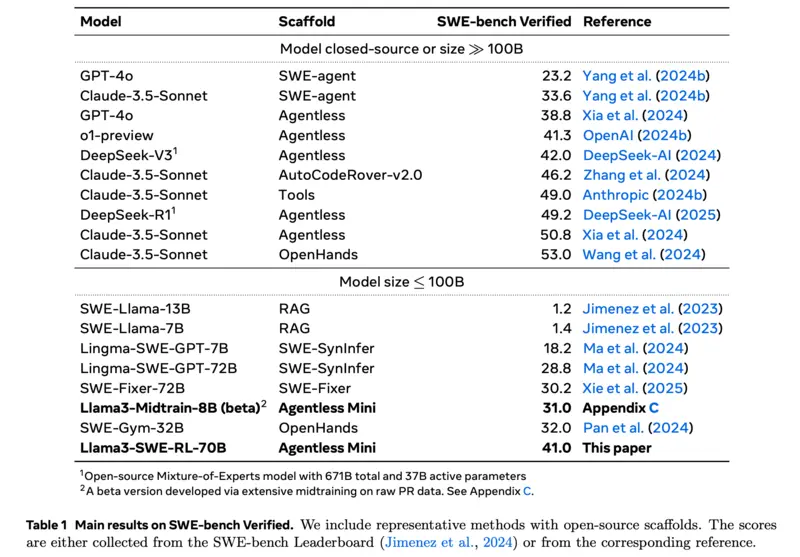 Model Scaffold SWE-bench Verified Reference
Model closed-source or size ≫ 100B
GPT-4o SWE-agent 23.2 Yang et al. (2024b)
Claude-3.5-Sonnet SWE-agent 33.6 Yang et al. (2024b)
GPT-4o Agentless 38.8 Xia et al. (2024)
o1-preview Agentless 41.3 OpenAI (2024b)
DeepSeek-V3¹ Agentless 42.0 DeepSeek-AI (2024)
Claude-3.5-Sonnet AutoCodeRover-v2.0 46.2 Zhang et al. (2024)
Claude-3.5-Sonnet Tools 49.0 Anthropic (2024b)
DeepSeek-R1¹ Agentless 49.2 DeepSeek-AI (2025)
Claude-3.5-Sonnet Agentless 50.8 Xia et al. (2024)
Claude-3.5-Sonnet OpenHands 53.0 Wang et al. (2024)
Model size ≤ 100B
SWE-Llama-13B RAG 1.2 Jimenez et al. (2023)
SWE-Llama-7B RAG 1.4 Jimenez et al. (2023)
Lingma-SWE-GPT-7B SWE-SynInfer 18.2 Ma et al. (2024)
Lingma-SWE-GPT-72B SWE-SynInfer 28.8 Ma et al. (2024)
SWE-Fixer-72B SWE-Fixer 30.2 Xie et al. (2025)
Llama3-Midtrain-8B (beta)² Agentless Mini 31.0 Appendix C
SWE-Gym-32B OpenHands 32.0 Pan et al. (2024)
Llama3-SWE-RL-70B Agentless Mini 41.0 This paper
¹Open-source Mixture-of-Experts model with 671B total and 37B active parameters
²A beta version developed via extensive midtraining on raw PR data. See Appendix C.
Table 1 Main results on SWE-bench Verified. We include representative methods with open-source scaffolds. The scores
are either collected from the SWE-bench Leaderboard (Jimenez et al., 2024) or from the corresponding reference.